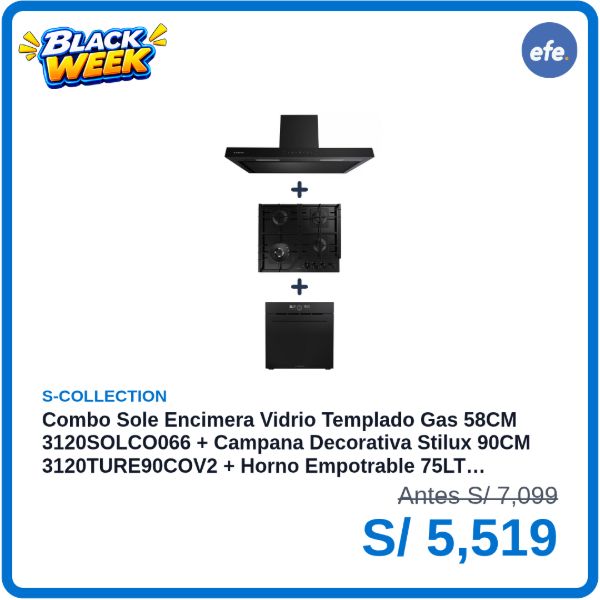 BLACK
WEEK
efe.
S-COLLECTION
Combo Sole Encimera Vidrio Templado Gas 58CM
3120SOLCO066 + Campana Decorativa Stilux 90CM
3120TURE90COV2 + Horno Empotrable 75LT…
Antes S/ 7,099
S/ 5,519